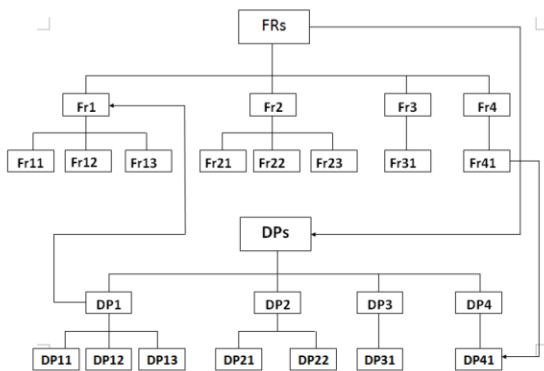 FRs
Fr1 Fr2 Fr3 Fr4
Fr11 Fr12 Fr13 Fr21 Fr22 Fr23 Fr31 Fr41
DPs
DP1 DP2 DP3 DP4
DP11 DP12 DP13 DP21 DP22 DP31 DP41